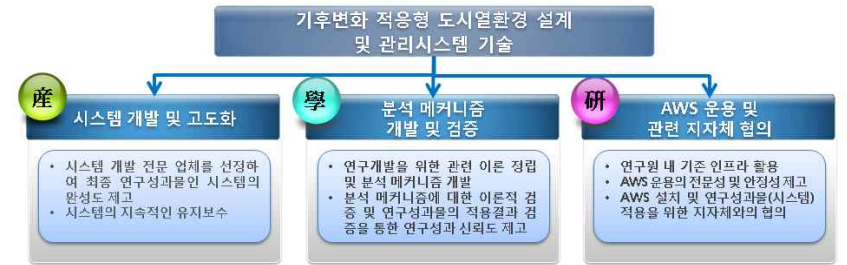 기후변화 적응형 도시열환경 설계
및 관리시스템 기술
産
시스템 개발 및 고도화
• 시스템 개발 전문 업체를 선정하
여 최종 연구성과물인 시스템의
완성도 제고
• 시스템의 지속적인 유지보수
學
분석 메커니즘
개발 및 검증
• 연구개발을 위한 관련 이론 정립
및 분석 메커니즘 개발
• 분석 메커니즘에 대한 이론적 검
증 및 연구성과물의 적용결과 검
증을 통한 연구성과 신뢰도 제고
研
AWS 운용 및
관련 지자체 협의
• 연구원 내 기존 인프라 활용
• AWS 운용의 전문성 및 안정성 제고
• AWS 설치 및 연구성과물(시스템)
적용을 위한 지자체와의 협의